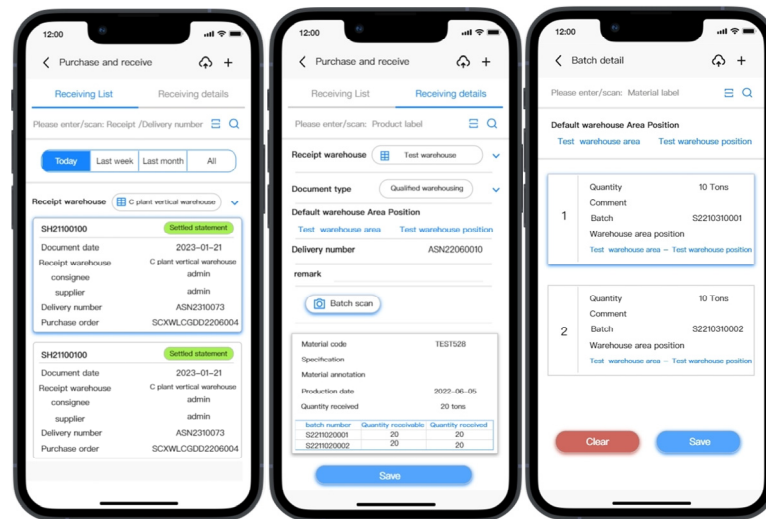 12:00
Purchase and receive
Receiving List Receiving details
Please enter/scan: Receipt /Delivery number
Today Last week Last month All
Receipt warehouse C plant vertical warehouse
SH21100100 Settled statement
Document date 2023-01-21
Receipt warehouse C plant vertical warehouse
consignee admin
supplier admin
Delivery number ASN2310073
Purchase order SCXWLCGDD2206004
SH21100100 Settled statement
Document date 2023-01-21
Receipt warehouse C plant vertical warehouse
consignee admin
supplier admin
Delivery number ASN2310073
Purchase order SCXWLCGDD2206004
12:00
Purchase and receive
Receiving List Receiving details
Please enter/scan: Product label
Receipt warehouse Test warehouse
Document type Qualified warehousing
Default warehouse Area Position
Test warehouse area Test warehouse position
Delivery number ASN22060010
remark
Batch scan
Material code TEST528
Specification
Material annotation
Production date 2022-06-05
Quantity received 20 tons
batch number Quantity receivable Quantity received
S2211020001 20 20
S2211020002 20 20
Save
12:00
Batch detail
Please enter/scan: Material label
Default warehouse Area Position
Test warehouse area Test warehouse position
1
Quantity 10 Tons
Comment
Batch S2210310001
Warehouse area position
Test warehouse area - Test warehouse position
2
Quantity 10 Tons
Comment
Batch S2210310002
Warehouse area position
Test warehouse area - Test warehouse position
Clear Save